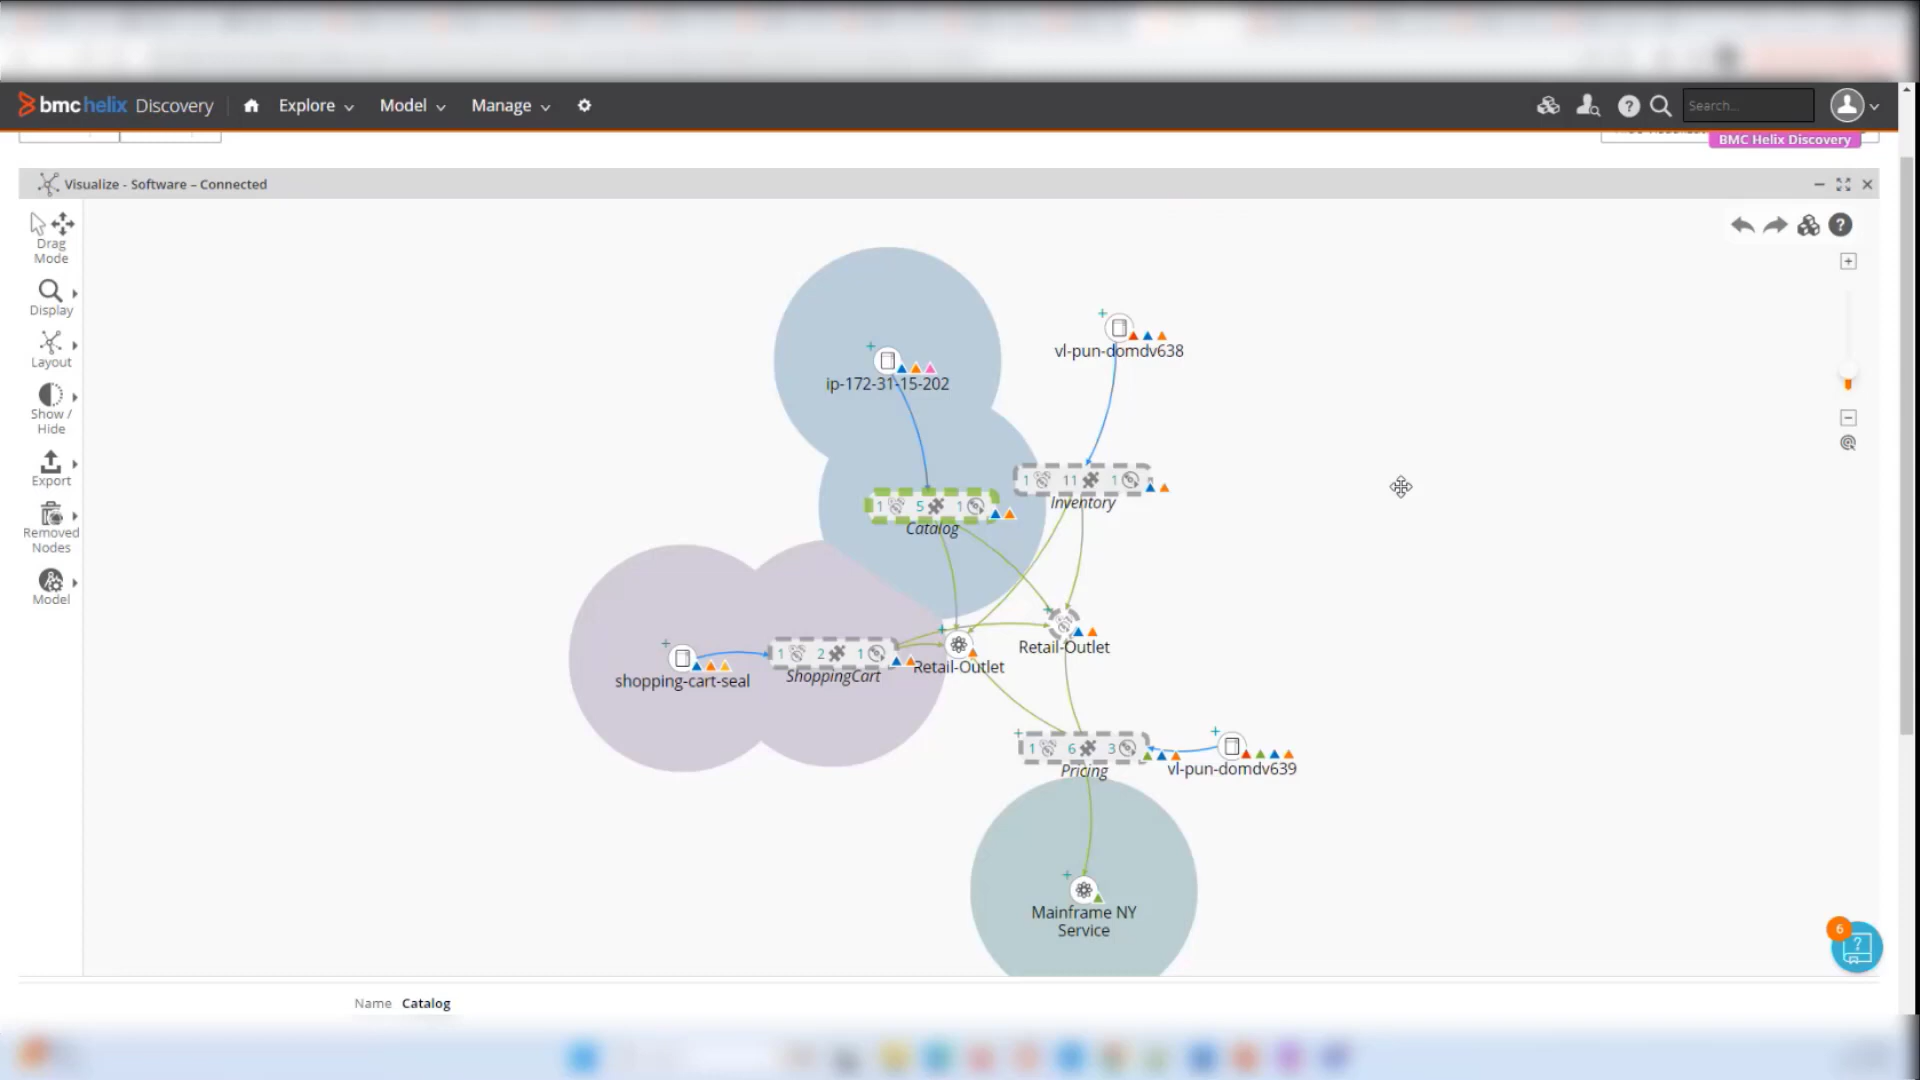 bmc helix Discovery Explore Model Manage ? Search...
BMC Helix Discovery
Visualize - Software – Connected
Drag
Mode
Display
Layout
Show /
Hide
Export
Removed
Nodes
Model
?
vl-pun-domdv638
ip-172-31-15-202
1 11 1
Inventory
1 5 1
Catalog
Retail-Outlet
1 2 1
ShoppingCart
shopping-cart-seal
Retail-Outlet
1 6 3
Pricing
vl-pun-domdv639
Mainframe NY
Service
6
?
Name Catalog